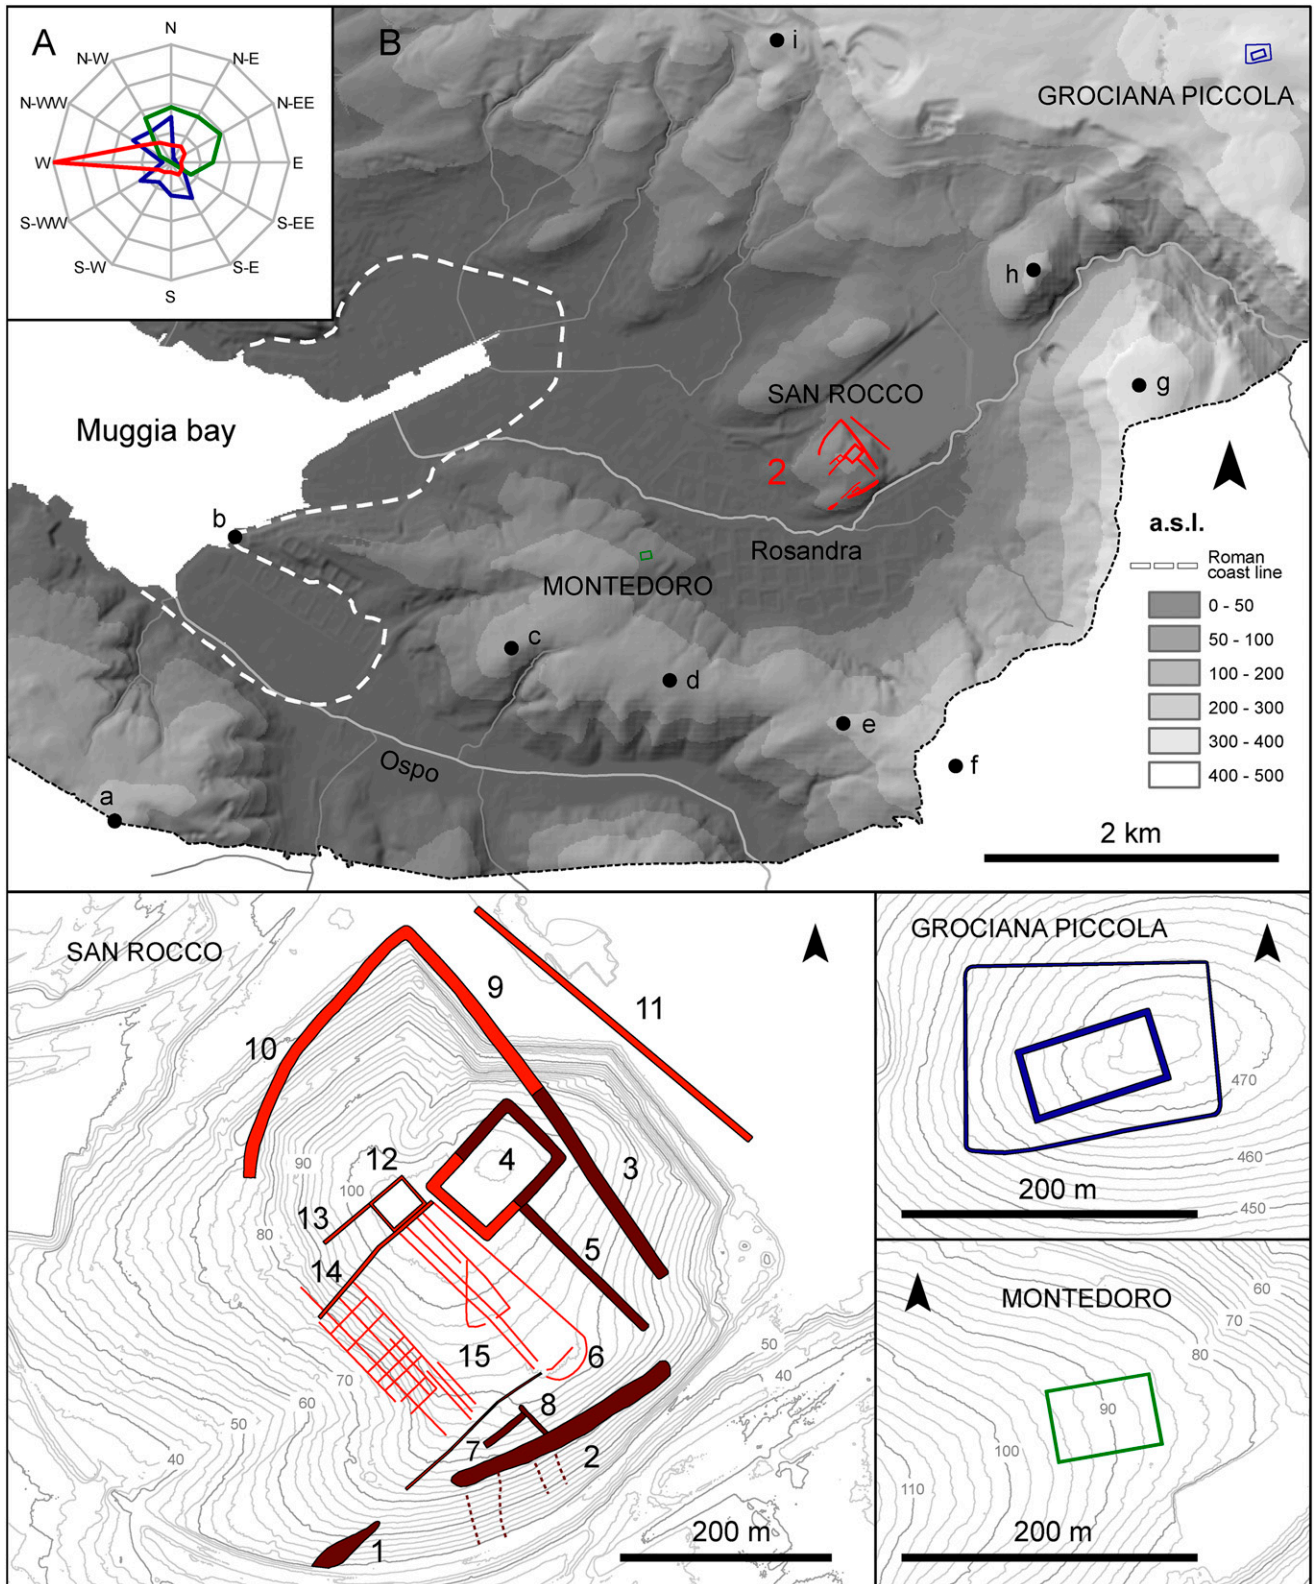 A
N
N-E
N-EE
E
S-EE
S-E
S
S-W
S-WW
W
N-WW
N-W
B
i
GROCIANA PICCOLA
h
g
SAN ROCCO
2
Muggia bay
b
Rosandra
MONTEDORO
c
d
e
f
Ospo
a
a.s.l.
Roman
coast line
0 - 50
50 - 100
100 - 200
200 - 300
300 - 400
400 - 500
2 km
SAN ROCCO
9
11
10
12
4
3
90
100
13
80
5
14
15
6
70
8
7
2
60
50
40
50
40
1
200 m
GROCIANA PICCOLA
470
460
450
200 m
MONTEDORO
60
70
80
90
100
110
200 m